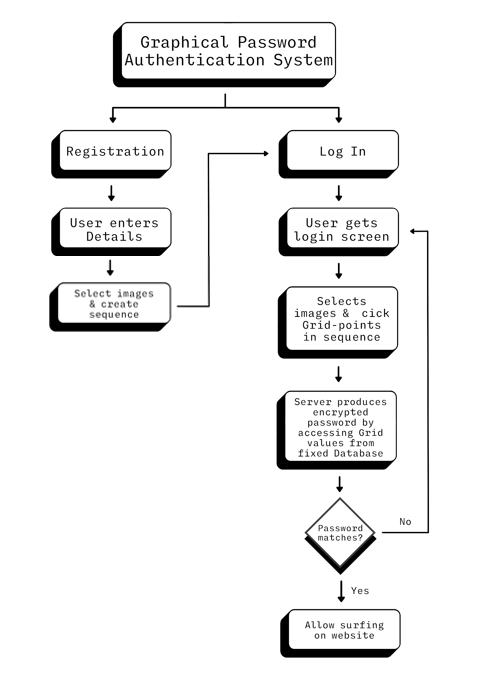 Graphical Password
Authentication System
Registration
Log In
User enters
Details
User gets
login screen
Select images
& create
sequence
Selects
images & cick
Grid-points
in sequence
Server produces
encrypted
password by
accessing Grid
values from
fixed Database
Password
matches?
No
Yes
Allow surfing
on website